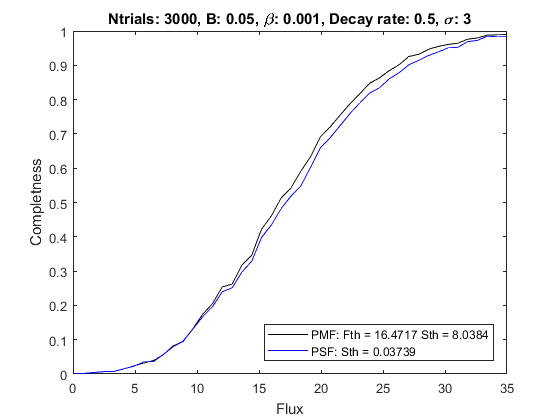 Ntrials: 3000, B: 0.05, β: 0.001, Decay rate: 0.5, σ: 3
1
0.9
0.8
0.7
0.6
0.5
0.4
0.3
0.2
0.1
0
Completness
PMF: Fth = 16.4717 Sth = 8.0384
PSF: Sth = 0.03739
0 5 10 15 20 25 30 35
Flux